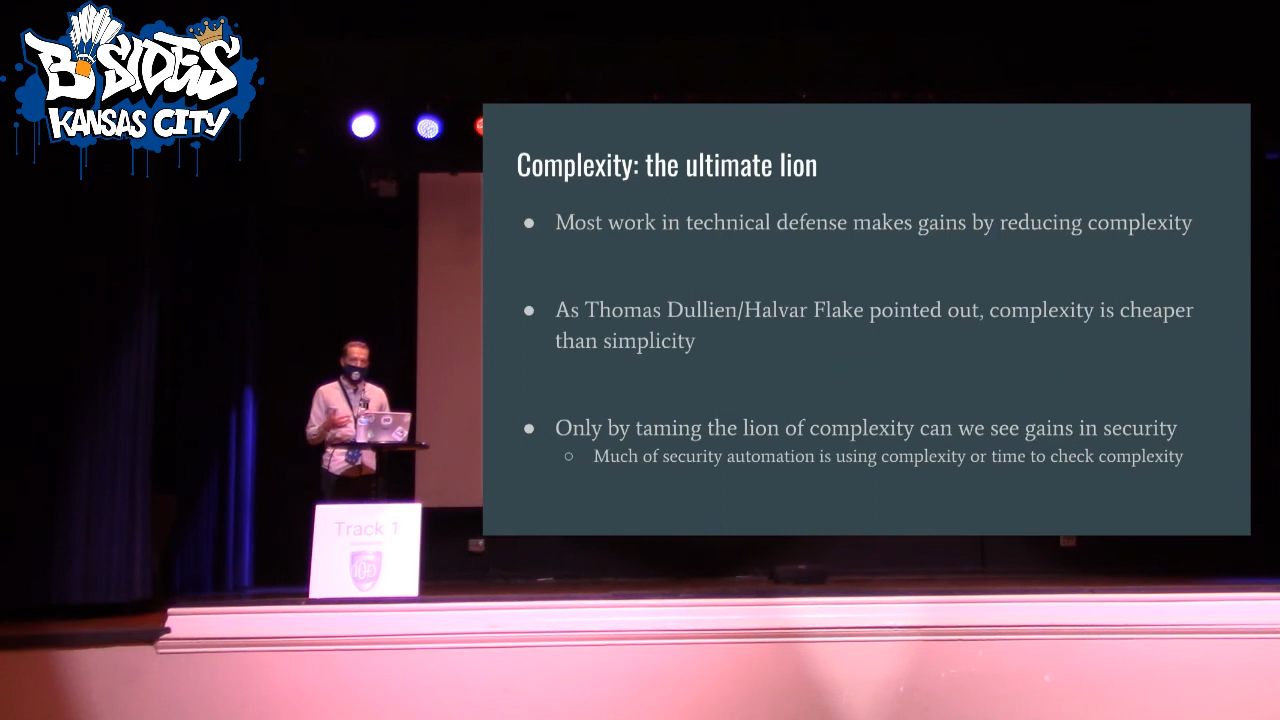 B·SIDES
KANSAS CITY
Complexity: the ultimate lion
● Most work in technical defense makes gains by reducing complexity
● As Thomas Dullien/Halvar Flake pointed out, complexity is cheaper
than simplicity
● Only by taming the lion of complexity can we see gains in security
○ Much of security automation is using complexity or time to check complexity
Track 1